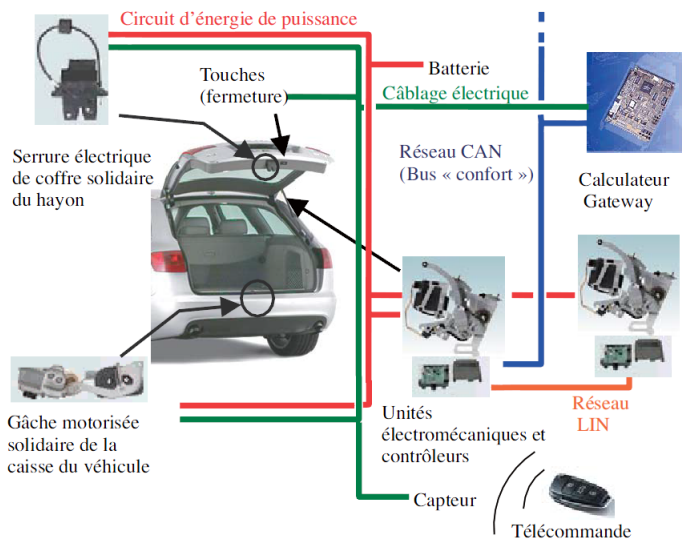 Circuit d’énergie de puissance
Batterie
Touches
(fermeture)
Câblage électrique
Serrure électrique
de coffre solidaire
du hayon
Réseau CAN
(Bus « confort »)
Calculateur
Gateway
Gâche motorisée
solidaire de la
caisse du véhicule
Unités
électromécaniques et
contrôleurs
Réseau
LIN
Capteur
Télécommande